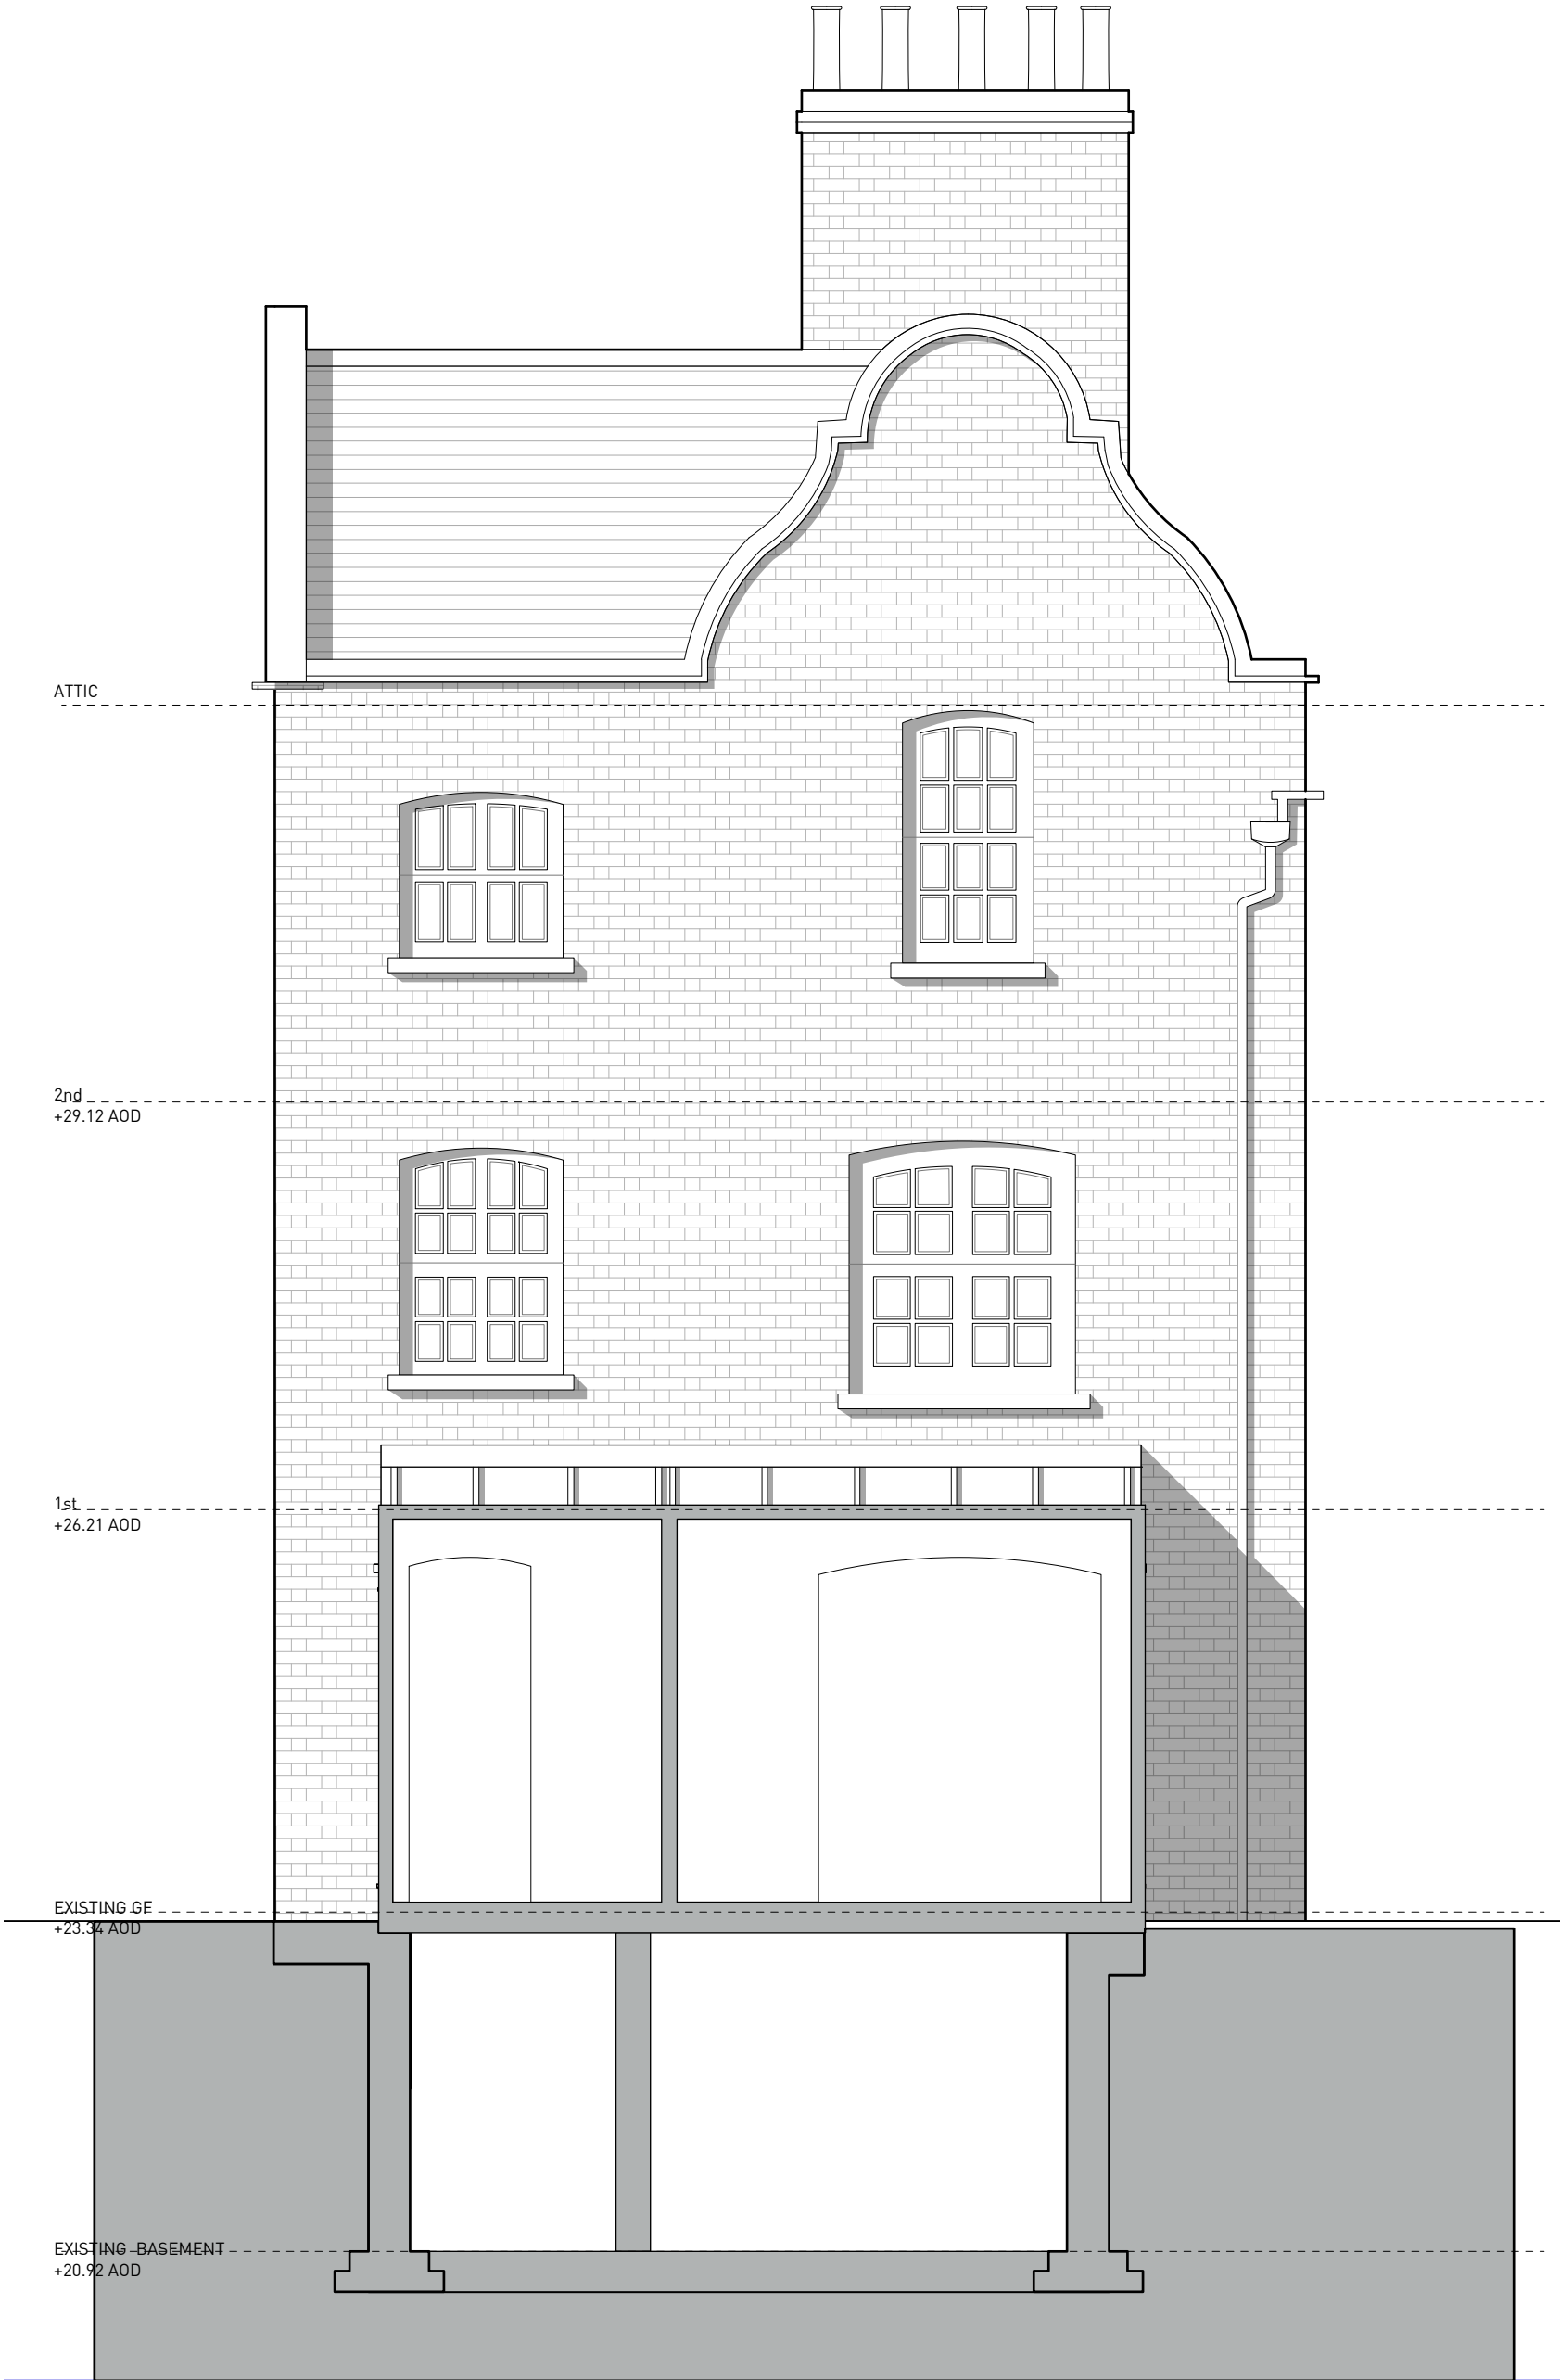 ATTIC
2nd
+29.12 AOD
1st
+26.21 AOD
EXISTING GF
+23.34 AOD
EXISTING BASEMENT
+20.92 AOD